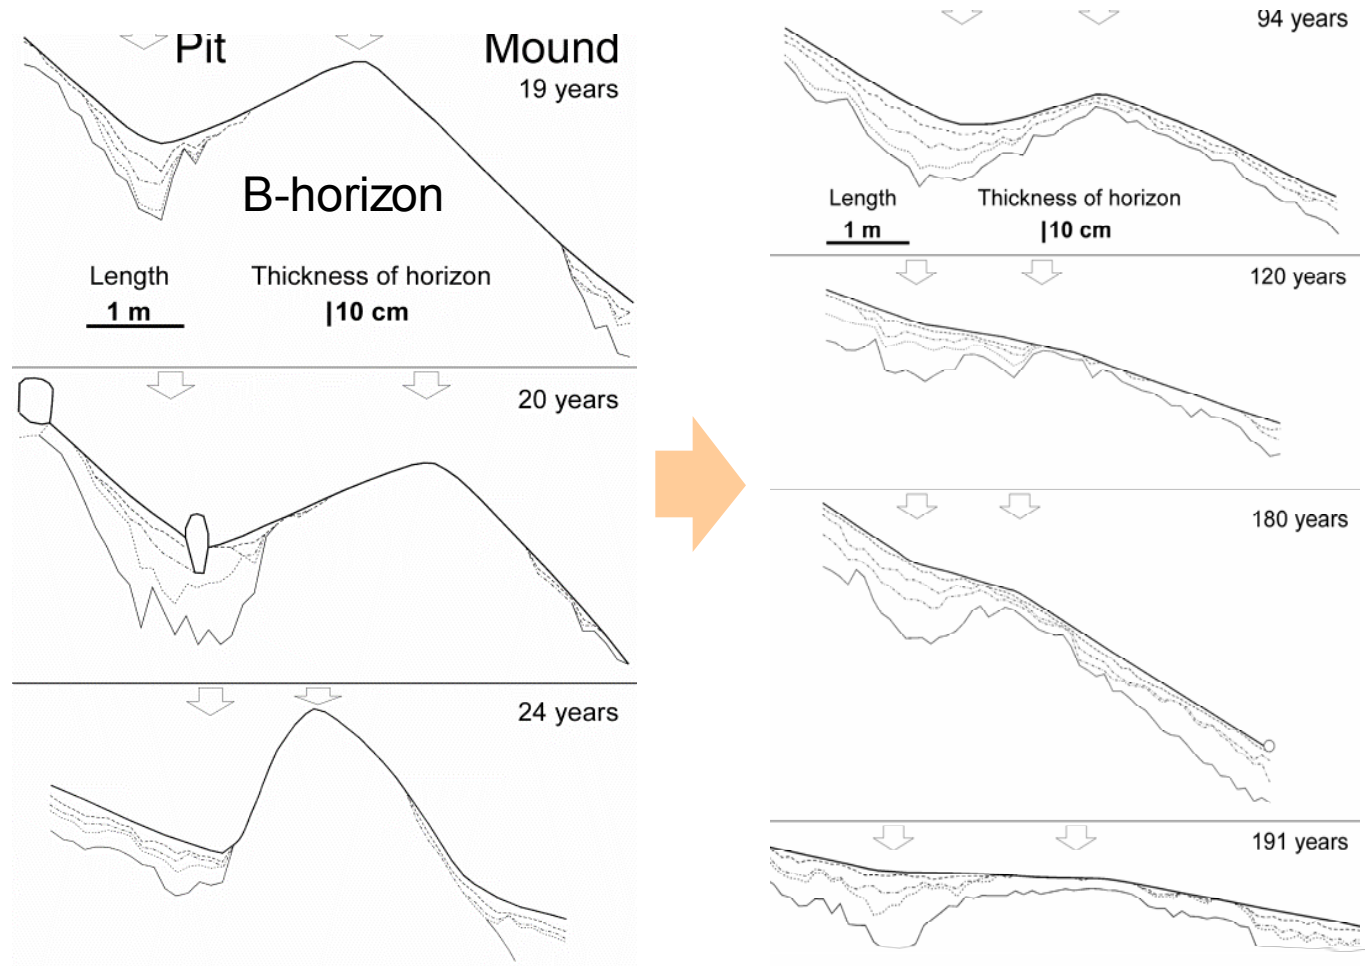 Pit
Mound
19 years
B-horizon
Length
Thickness of horizon
1 m
10 cm
20 years
24 years
94 years
Length
Thickness of horizon
1 m
10 cm
120 years
180 years
191 years